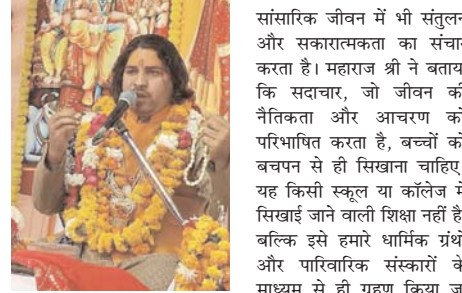 सांसारिक जीवन में भी संतुलन
और सकारात्मकता का
करता है। महाराज श्री ने
कि सदाचार, जो जीवन की
नैतिकता और आचरण को
परिभाषित करता है, बच्चों को
बचपन से ही सिखाना चाहिए
यह किसी स्कूल या कॉलेज में
सिखाई जाने वाली शिक्षा नहीं है
बल्कि इसे हमारे धार्मिक
और पारिवारिक संस्कारों के
माध्यम से ही ग्रहण किया